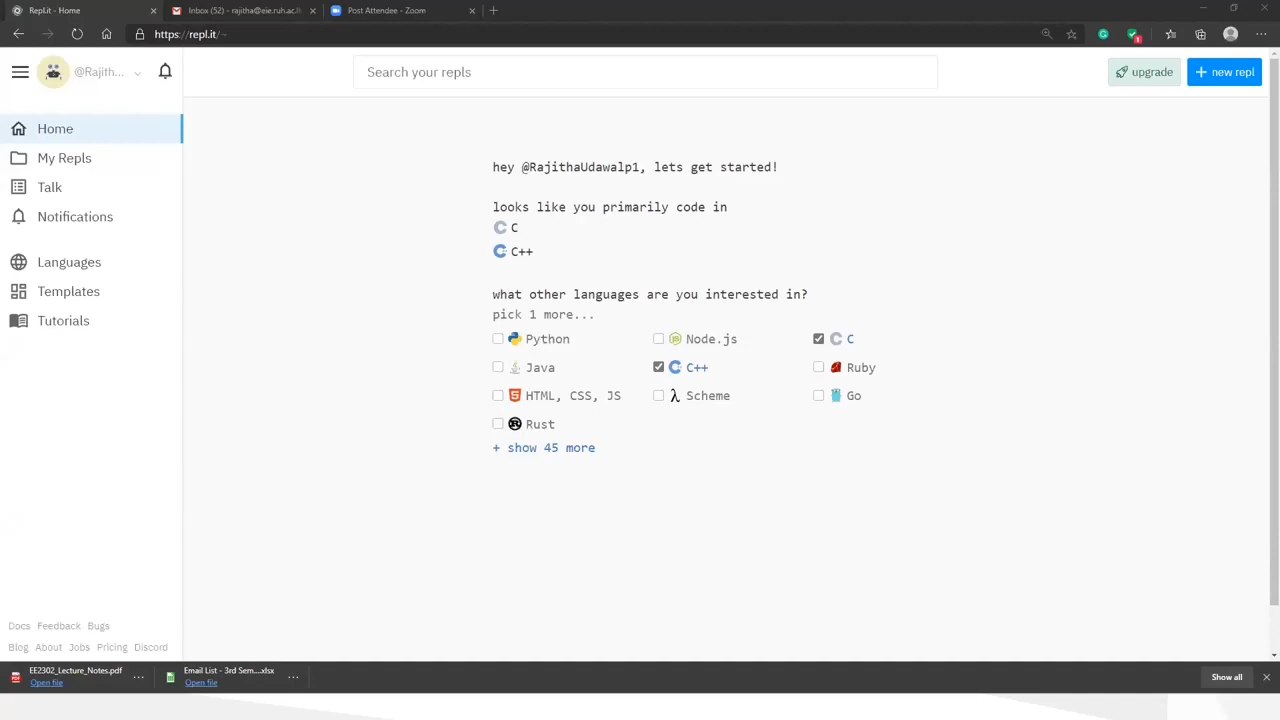 Repl.it - Home
Inbox (52) - rajitha@eie.ruh.ac.l
Post Attendee - Zoom
https://repl.it/~
1
@Rajith...
Search your repls
upgrade
+ new repl
Home
My Repls
Talk
Notifications
Languages
Templates
Tutorials
hey @RajithaUdawalp1, lets get started!
looks like you primarily code in
C
C++
what other languages are you interested in?
pick 1 more...
Python
Node.js
C
Java
C++
Ruby
HTML, CSS, JS
Scheme
Go
Rust
+ show 45 more
Docs Feedback Bugs
Blog About Jobs Pricing Discord
EE2302_Lecture_Notes.pdf
Open file
Email List - 3rd Sem....xlsx
Open file
Show all